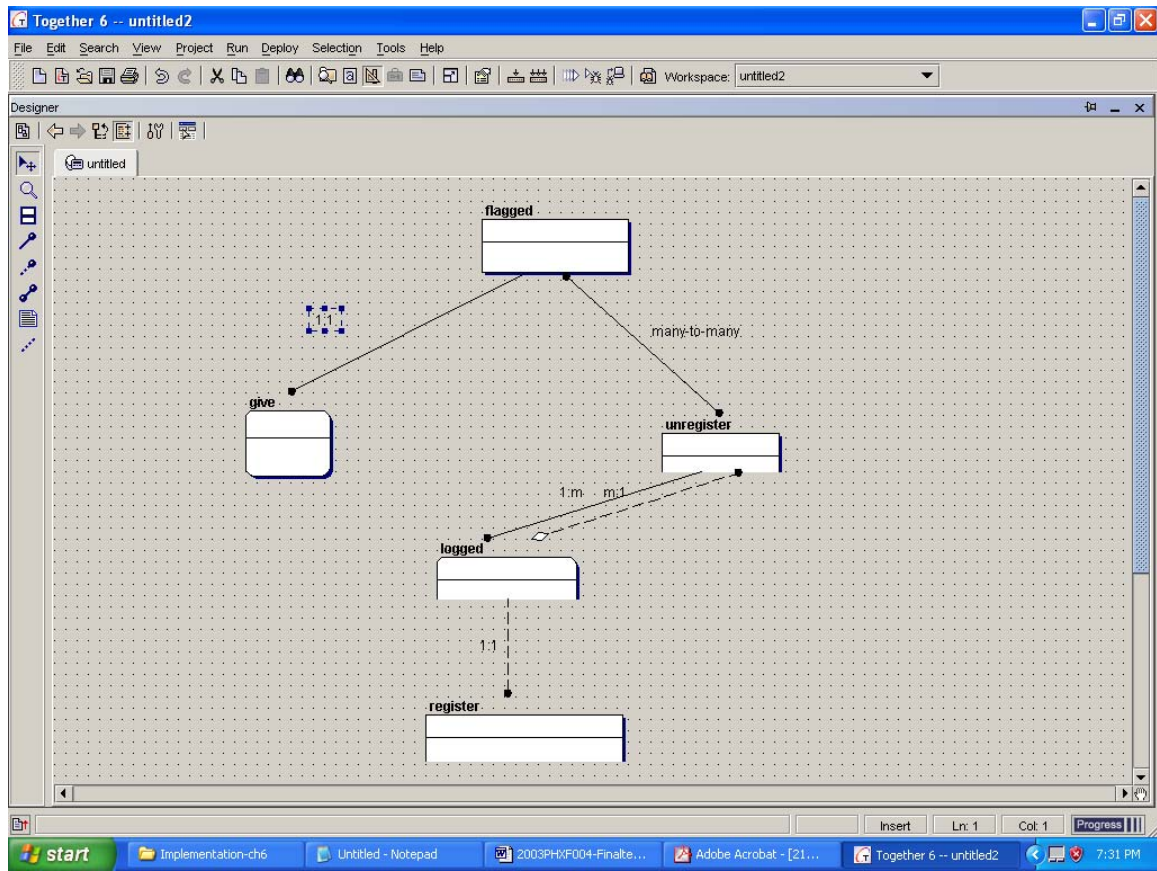 Together 6 -- untitled2
File Edit Search View Project Run Deploy Selection Tools Help
Workspace: untitled2
Designer
untitled
flagged
1:1
many-to-many
give
unregister
1:m m:1
logged
1:1
register
Insert Ln: 1 Col: 1 Progress
start Implementation-ch6 Untitled - Notepad 2003PHXF004-Finalte... Adobe Acrobat - [21... Together 6 -- untitled2 7:31 PM